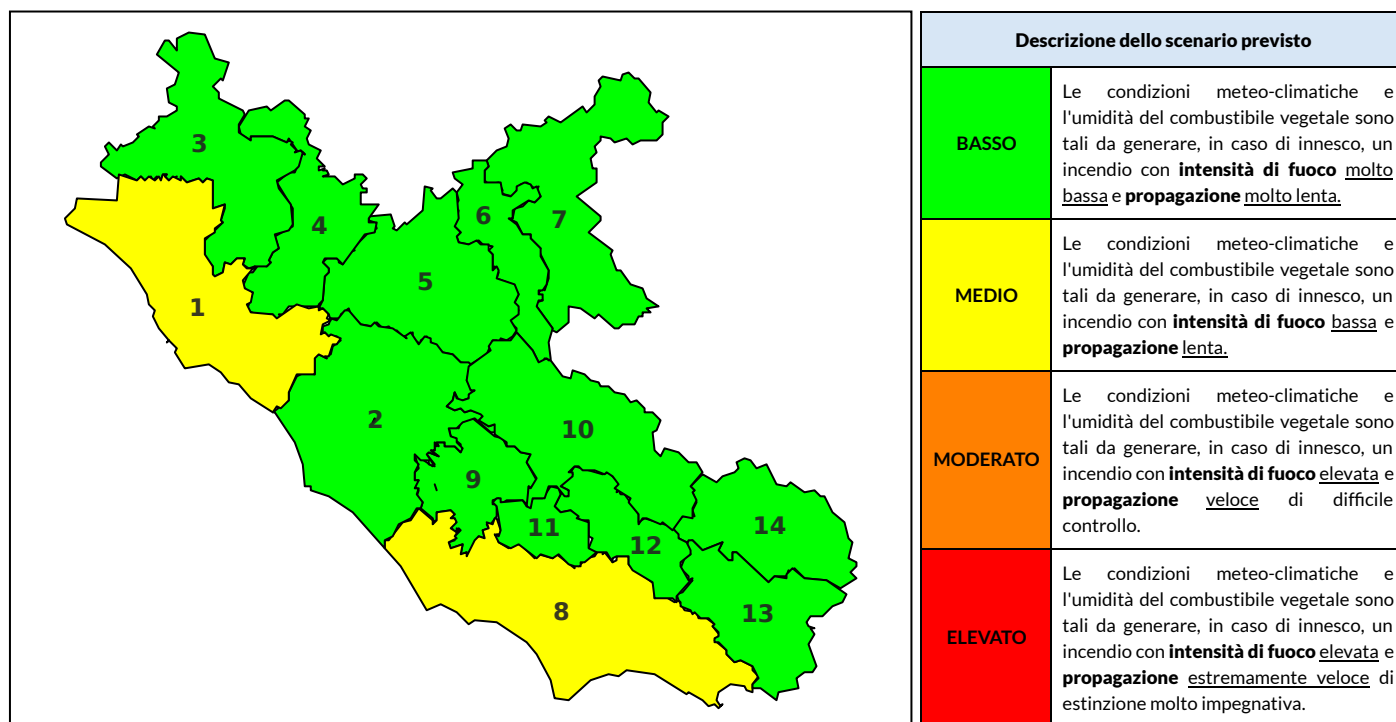 3
4
6
7
5
1
2
10
9
14
11
12
8
13
Descrizione dello scenario previsto
BASSO
Le condizioni meteo-climatiche e
l'umidità del combustibile vegetale sono
tali da generare, in caso di innesco, un
incendio con intensità di fuoco molto
bassa e propagazione molto lenta.
MEDIO
Le condizioni meteo-climatiche e
l'umidità del combustibile vegetale sono
tali da generare, in caso di innesco, un
incendio con intensità di fuoco bassa e
propagazione lenta.
MODERATO
Le condizioni meteo-climatiche e
l'umidità del combustibile vegetale sono
tali da generare, in caso di innesco, un
incendio con intensità di fuoco elevata e
propagazione veloce di difficile
controllo.
ELEVATO
Le condizioni meteo-climatiche e
l'umidità del combustibile vegetale sono
tali da generare, in caso di innesco, un
incendio con intensità di fuoco elevata e
propagazione estremamente veloce di
estinzione molto impegnativa.